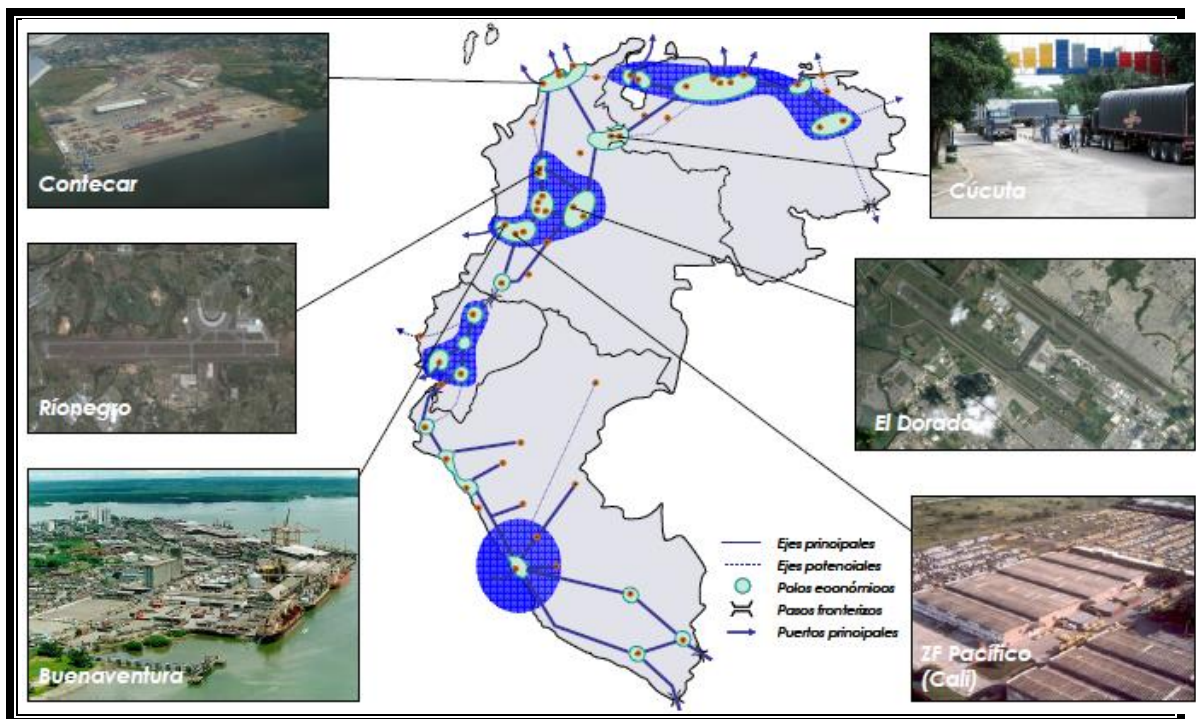 Contecar
Cúcuta
Ríonegro
El Dorado
Buenaventura
ZF Pacífico
(Cali)
Ejes principales
Ejes potenciales
Polos económicos
Pasos fronterizos
Puertos principales